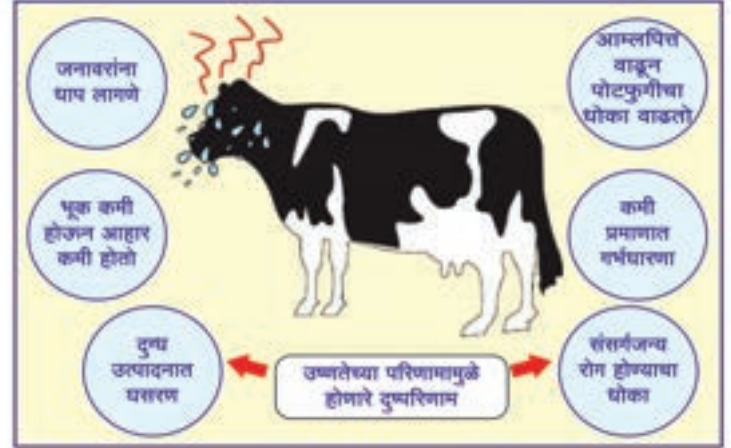 जनावरांना
धाप लागणे
भूक कमी
होऊन आहार
कमी होतो
दुग्ध
उत्पादनात
घसरण
आम्लपित्त
वाढून
पोटफुगीचा
धोका वाढतो
कमी
प्रमाणात
गर्भधारणा
संसर्गजन्य
रोग होण्याचा
धोका
उष्णतेच्या परिणामामुळे
होणारे दुष्परिणाम